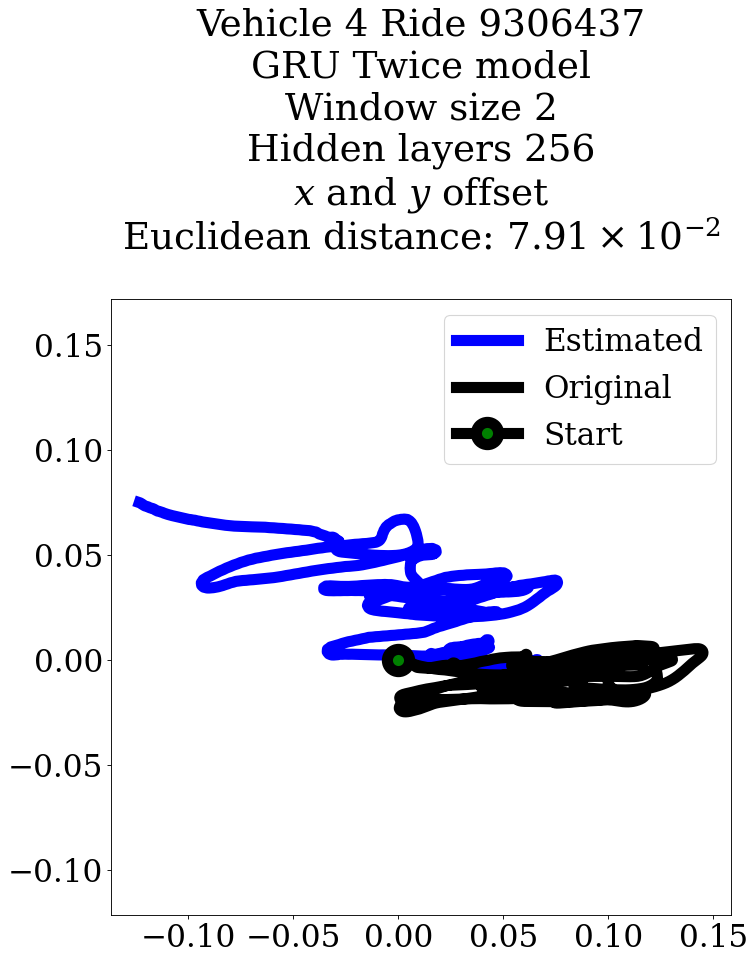 Vehicle 4 Ride 9306437
GRU Twice model
Window size 2
Hidden layers 256
x and y offset
Euclidean distance: 7.91 × 10⁻²
Estimated
Original
Start
0.15
0.10
0.05
0.00
−0.05
−0.10
−0.10 −0.05 0.00 0.05 0.10 0.15